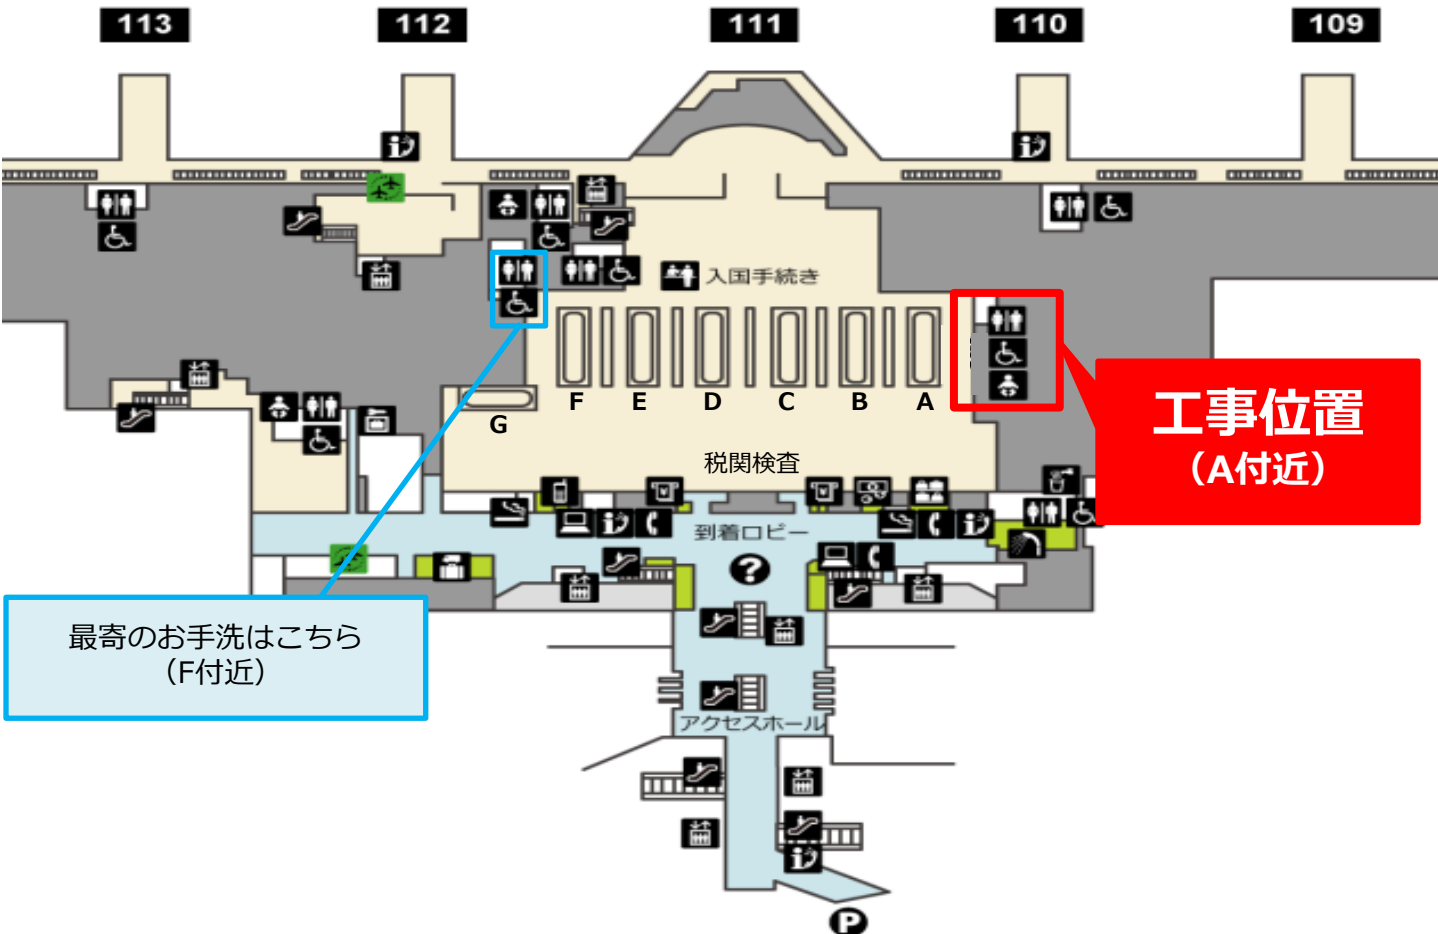 113
112
111
110
109
入国手続き
F
E
D
C
B
A
G
工事位置
（A付近）
税関検査
到着ロビー
?
最寄のお手洗はこちら
（F付近）
アクセスホール
P